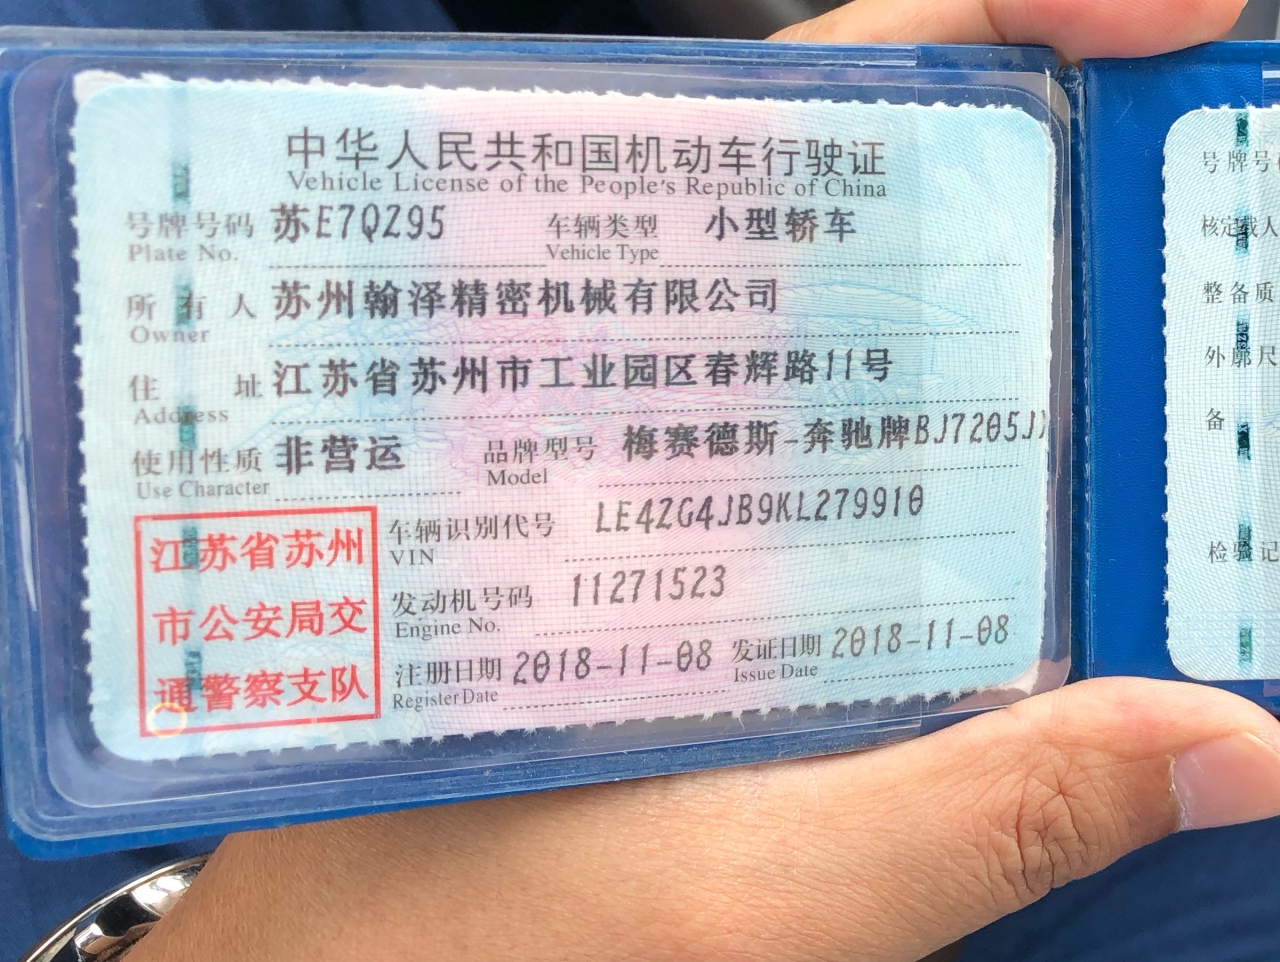 中华人民共和国机动车行驶证
Vehicle License of the People's Republic of China
号牌号码 苏E7QZ95 车辆类型 小型轿车
Plate No. Vehicle Type
所有人 苏州翰泽精密机械有限公司
Owner
住址 江苏省苏州市工业园区春辉路11号
Address
使用性质 非营运 品牌型号 梅赛德斯-奔驰牌BJ7205J
Use Character Model
江苏省苏州
市公安局交
通警察支队
车辆识别代号 LE4ZG4JB9KL279910
VIN
发动机号码 11271523
Engine No.
注册日期 2018-11-08 发证日期 2018-11-08
Register Date Issue Date
号牌号
核定载人
整备质
外廓尺
备
检验记